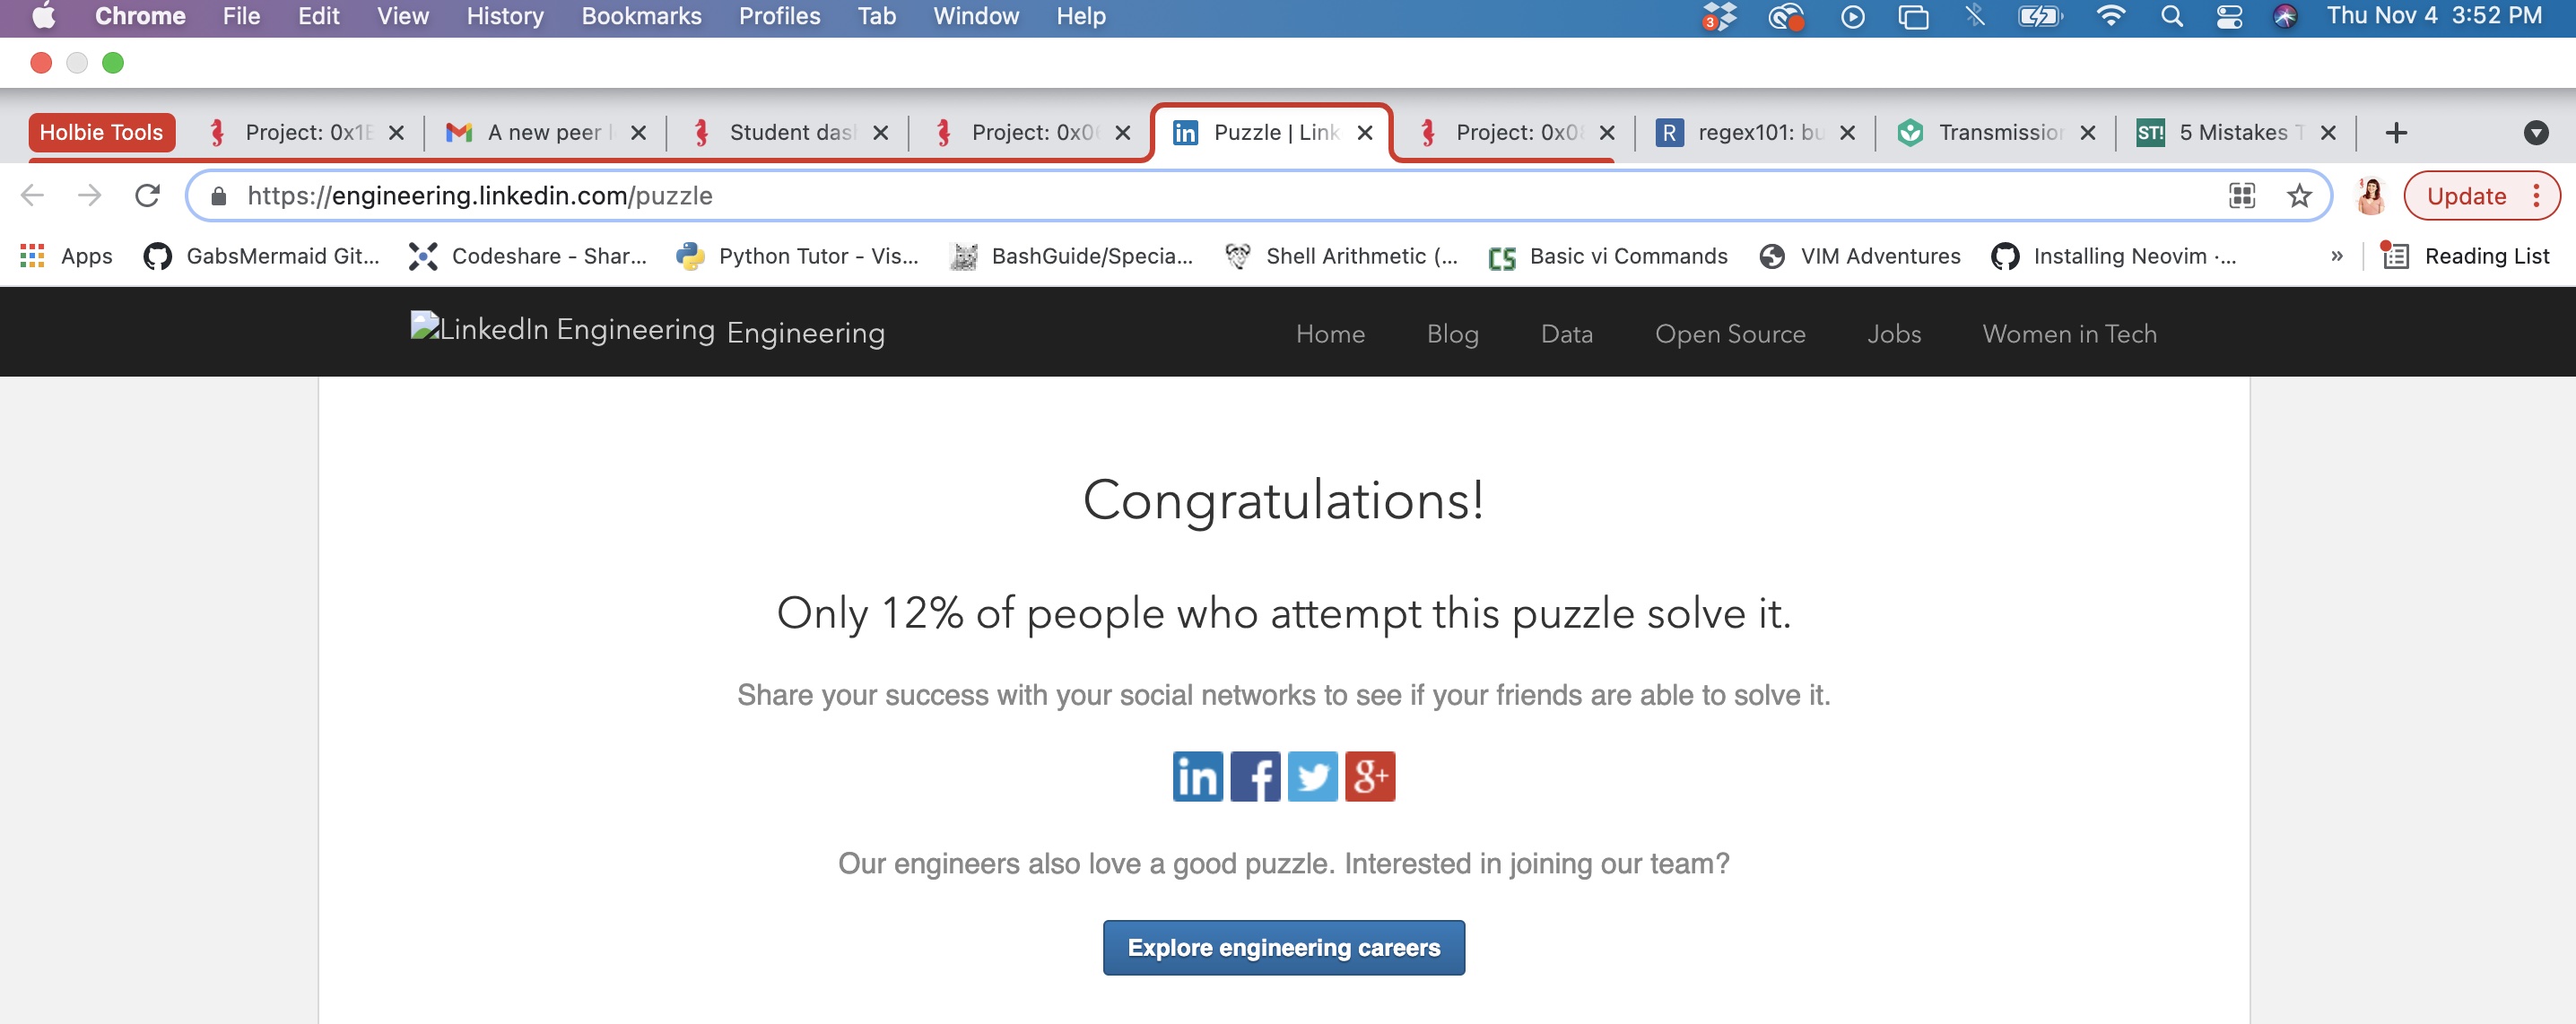 Chrome File Edit View History Bookmarks Profiles Tab Window Help 3 Thu Nov 4 3:52 PM
Holbie Tools Project: 0x1E A new peer Student das Project: 0x0 Puzzle | Link Project: 0x0 R regex101: bu Transmission ST! 5 Mistakes T
https://engineering.linkedin.com/puzzle Update
Apps GabsMermaid Git... Codeshare - Shar... Python Tutor - Vis... BashGuide/Specia... Shell Arithmetic (... CS Basic vi Commands VIM Adventures Installing Neovim ·... » Reading List
LinkedIn Engineering Engineering Home Blog Data Open Source Jobs Women in Tech
Congratulations!
Only 12% of people who attempt this puzzle solve it.
Share your success with your social networks to see if your friends are able to solve it.
in f g+
Our engineers also love a good puzzle. Interested in joining our team?
Explore engineering careers